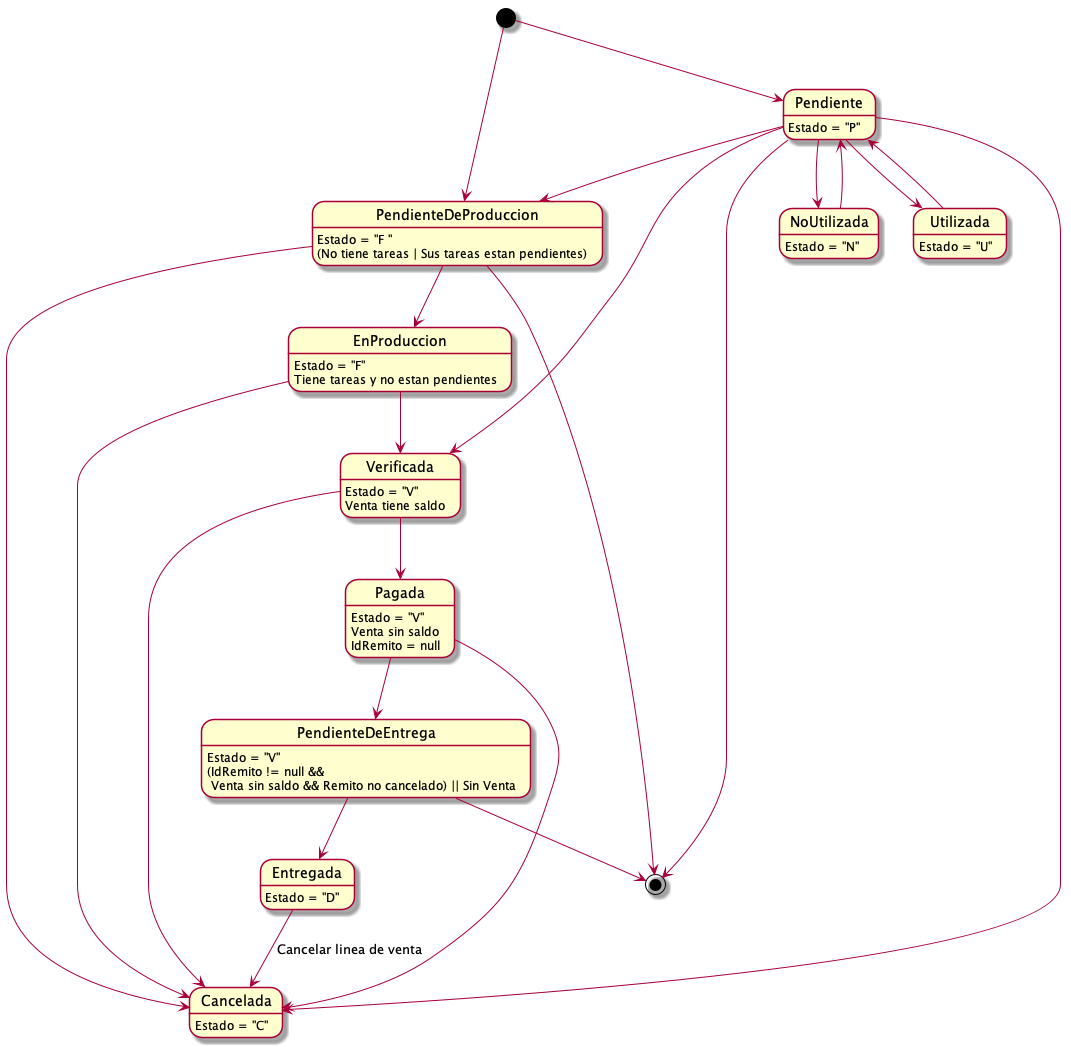 Pendiente
Estado = "P"
PendienteDeProduccion
Estado = "F "
(No tiene tareas | Sus tareas estan pendientes)
NoUtilizada
Estado = "N"
Utilizada
Estado = "U"
EnProduccion
Estado = "F"
Tiene tareas y no estan pendientes
Verificada
Estado = "V"
Venta tiene saldo
Pagada
Estado = "V"
Venta sin saldo
IdRemito = null
PendienteDeEntrega
Estado = "V"
(IdRemito != null &&
Venta sin saldo && Remito no cancelado) || Sin Venta
Entregada
Estado = "D"
Cancelar linea de venta
Cancelada
Estado = "C"